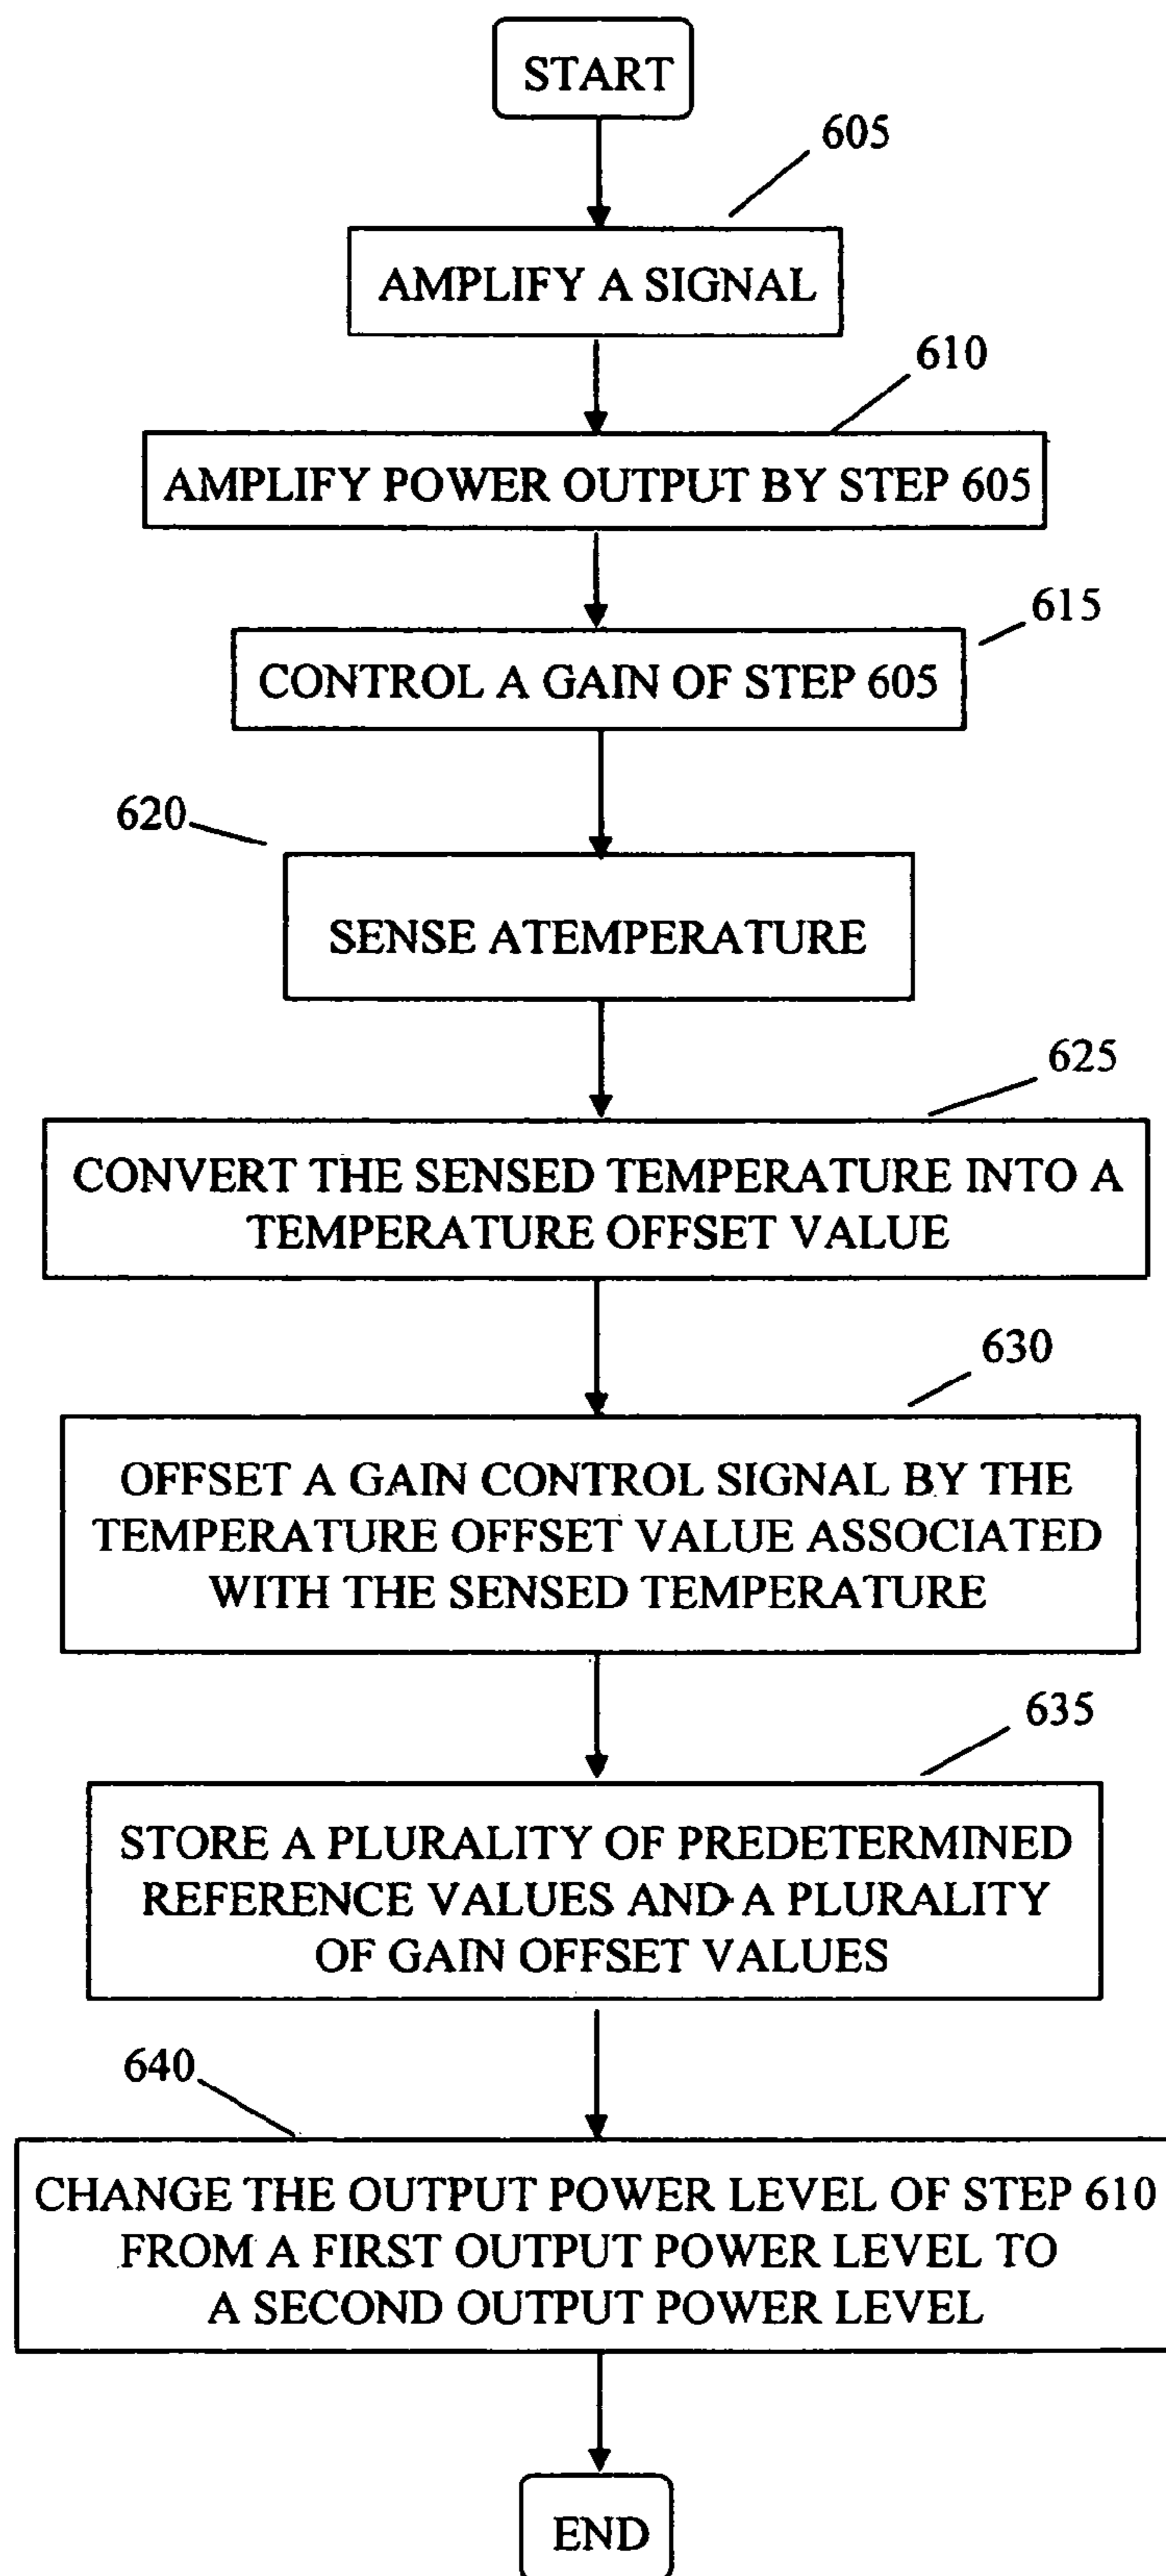 START
605
AMPLIFY A SIGNAL
610
AMPLIFY POWER OUTPUT BY STEP 605
615
CONTROL A GAIN OF STEP 605
620
SENSE ATEMPERATURE
625
CONVERT THE SENSED TEMPERATURE INTO A
TEMPERATURE OFFSET VALUE
630
OFFSET A GAIN CONTROL SIGNAL BY THE
TEMPERATURE OFFSET VALUE ASSOCIATED
WITH THE SENSED TEMPERATURE
635
STORE A PLURALITY OF PREDETERMINED
REFERENCE VALUES AND A PLURALITY
OF GAIN OFFSET VALUES
640
CHANGE THE OUTPUT POWER LEVEL OF STEP 610
FROM A FIRST OUTPUT POWER LEVEL TO
A SECOND OUTPUT POWER LEVEL
END